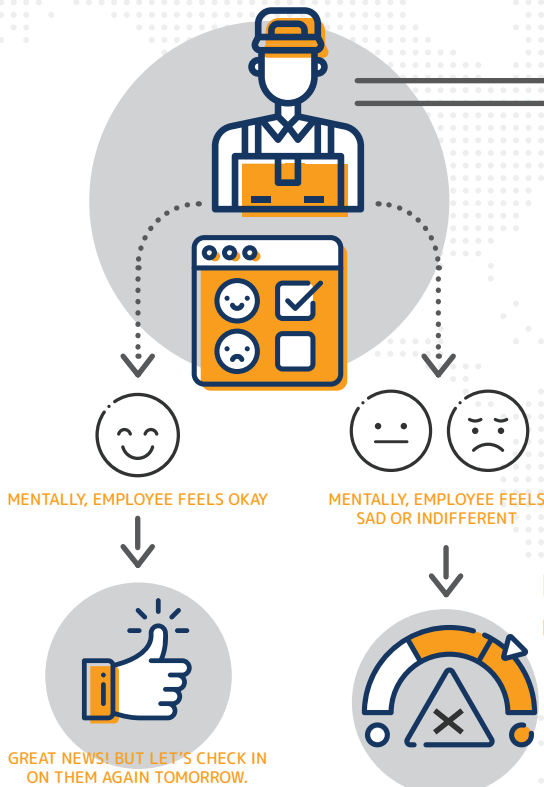 MENTALLY, EMPLOYEE FEELS OKAY
MENTALLY, EMPLOYEE FEELS
SAD OR INDIFFERENT
GREAT NEWS! BUT LET'S CHECK IN
ON THEM AGAIN TOMORROW.